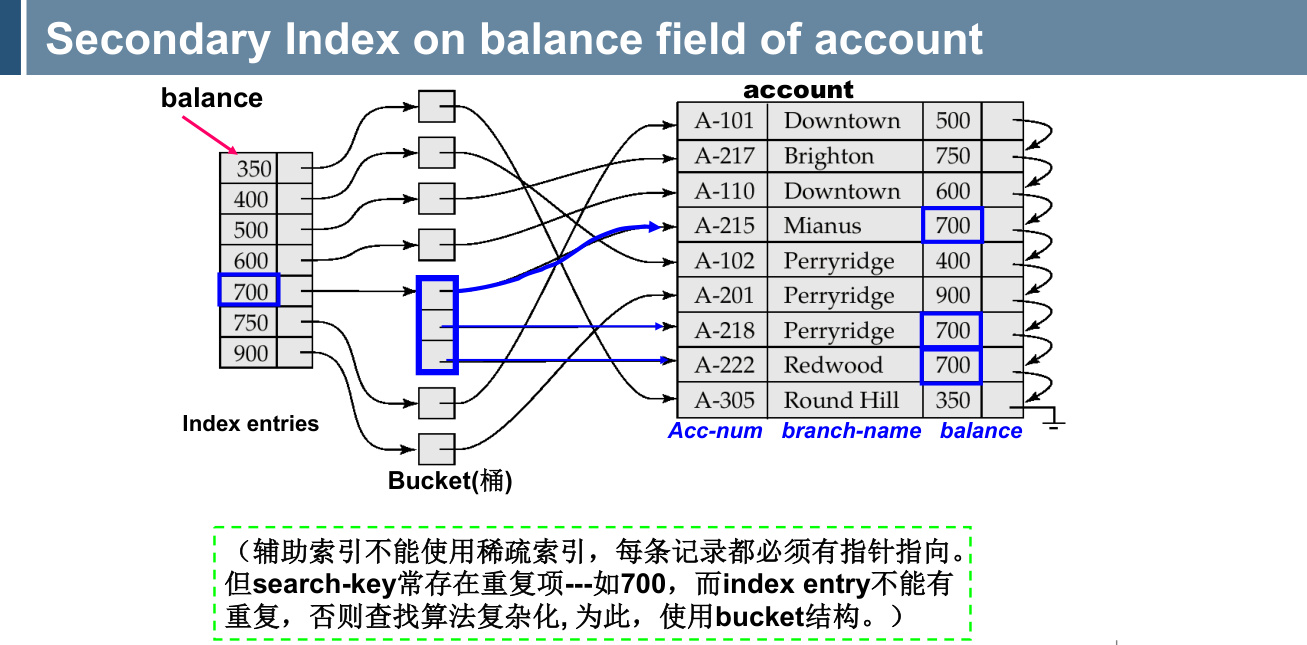 Secondary Index on balance field of account
balance
account
350
400
500
600
700
750
900
A-101 Downtown 500
A-217 Brighton 750
A-110 Downtown 600
A-215 Mianus 700
A-102 Perryridge 400
A-201 Perryridge 900
A-218 Perryridge 700
A-222 Redwood 700
A-305 Round Hill 350
Acc-num branch-name balance
Index entries
Bucket(桶)
（辅助索引不能使用稀疏索引，每条记录都必须有指针指向。
但search-key常存在重复项---如700，而index entry不能有
重复，否则查找算法复杂化, 为此，使用bucket结构。）